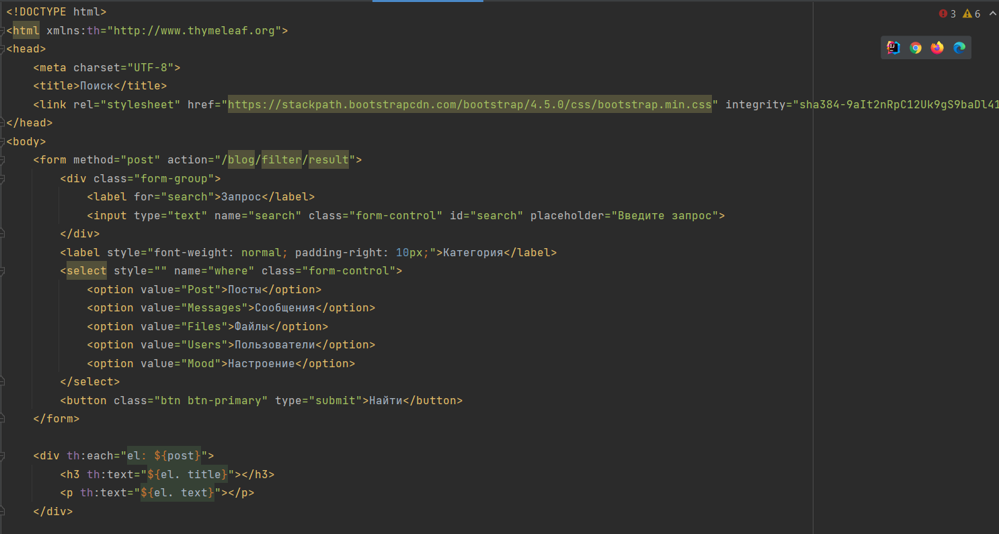 <!DOCTYPE html>
3 6
<html xmlns:th="http://www.thymeleaf.org">
<head>
    <meta charset="UTF-8">
    <title>Поиск</title>
    <link rel="stylesheet" href="https://stackpath.bootstrapcdn.com/bootstrap/4.5.0/css/bootstrap.min.css" integrity="sha384-9aIt2nRpC12Uk9gS9baDl41
</head>
<body>
    <form method="post" action="/blog/filter/result">
        <div class="form-group">
            <label for="search">Запрос</label>
            <input type="text" name="search" class="form-control" id="search" placeholder="Введите запрос">
        </div>
        <label style="font-weight: normal; padding-right: 10px;">Категория</label>
        <select style="" name="where" class="form-control">
            <option value="Post">Посты</option>
            <option value="Messages">Сообщения</option>
            <option value="Files">Файлы</option>
            <option value="Users">Пользователи</option>
            <option value="Mood">Настроение</option>
        </select>
        <button class="btn btn-primary" type="submit">Найти</button>
    </form>
    <div th:each="el: ${post}">
        <h3 th:text="${el. title}"></h3>
        <p th:text="${el. text}"></p>
    </div>